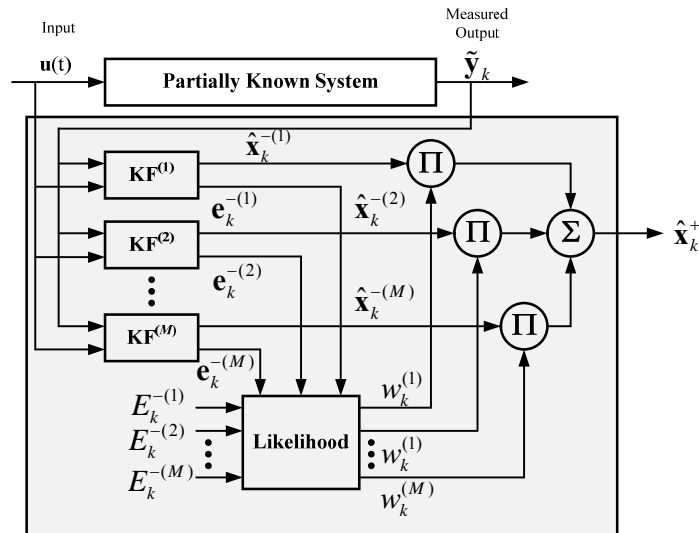 Input
Measured
Output
u(t)
Partially Known System
ỹ_k
KF^(1)
x̂_k^{-(1)}
Π
e_k^{-(1)}
x̂_k^{-(2)}
KF^(2)
Π
Σ
x̂_k^+
e_k^{-(2)}
x̂_k^{-(M)}
KF^(M)
Π
e_k^{-(M)}
E_k^{-(1)}
w_k^{(1)}
E_k^{-(2)}
Likelihood
w_k^{(1)}
E_k^{-(M)}
w_k^{(M)}